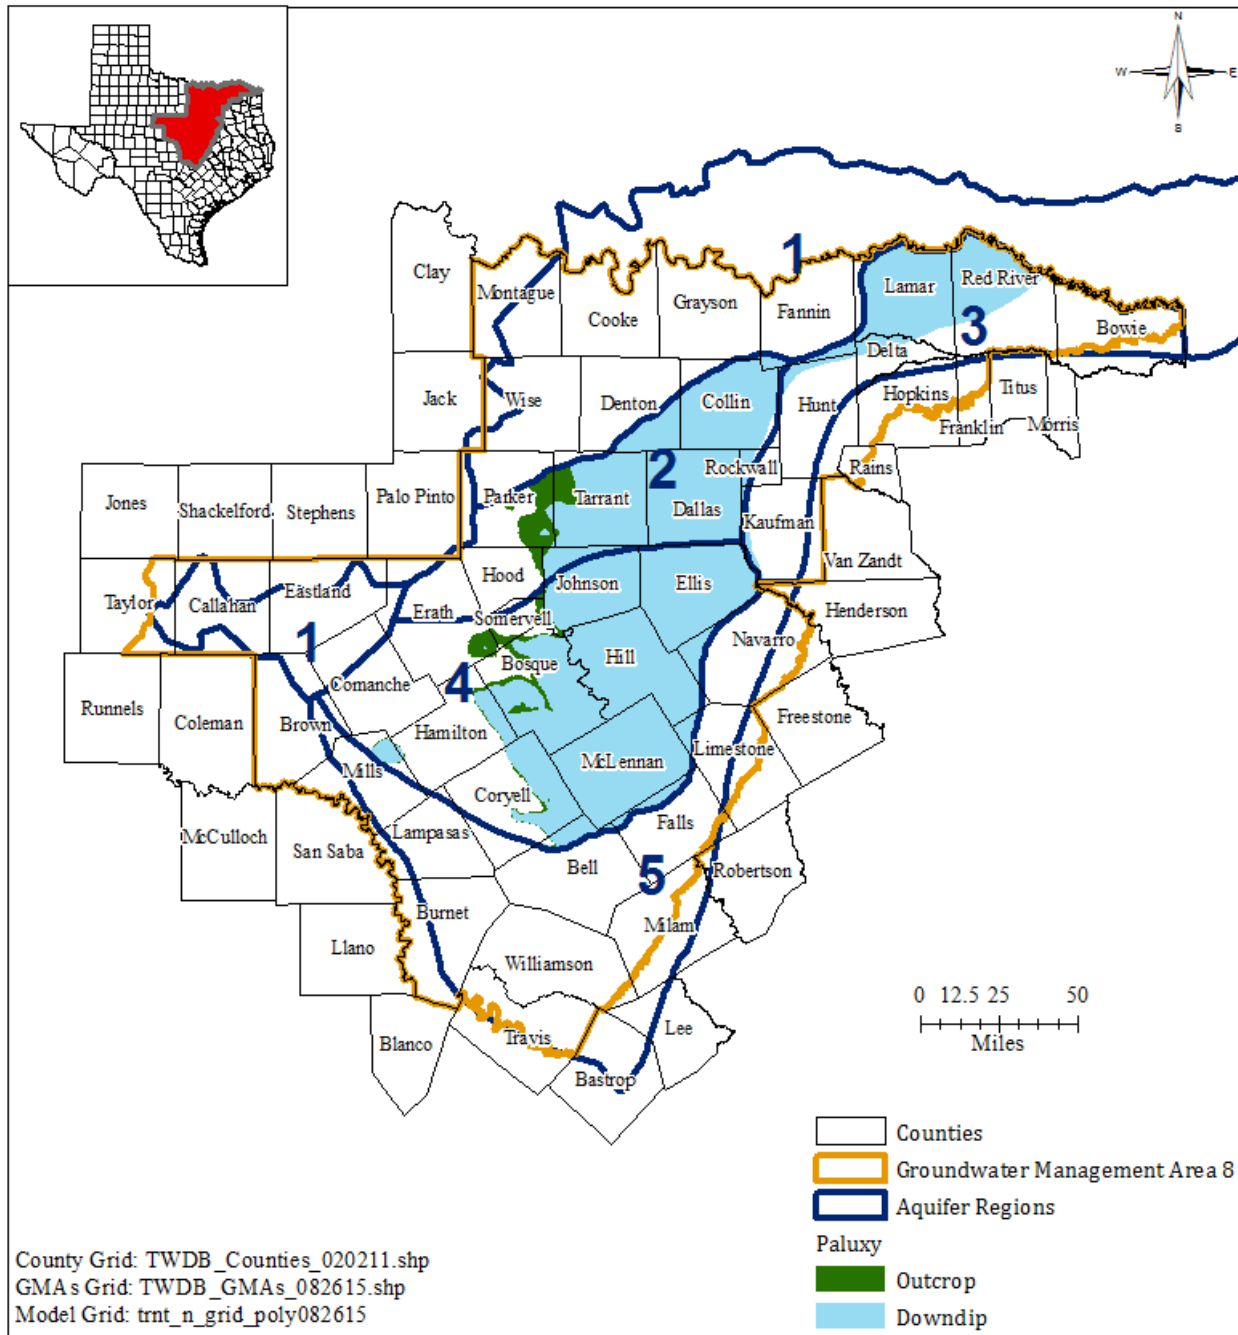 N
W E
S
1
Clay
Montague
Cooke
Grayson
Fannin
Lamar
Red River
3
Bowie
Delta
Jack
Wise
Denton
Collin
Hunt
Hopkins
Titus
Franklin
Morris
2
Rockwall
Rains
Jones
Shackelford
Stephens
Palo Pinto
Parker
Tarrant
Dallas
Kaufman
Van Zandt
Taylor
Callahan
Eastland
Erath
Hood
Johnson
Ellis
Somervell
Henderson
Navarro
1
Comanche
4
Bosque
Hill
Runnels
Coleman
Brown
Hamilton
Freestone
Mills
McLennan
Limestone
Coryell
McCulloch
San Saba
Lampasas
Falls
Bell
5
Robertson
Burnet
Milam
Llano
Williamson
Travis
Lee
Blanco
Bastrop
0 12.5 25 50
Miles
Counties
Groundwater Management Area 8
Aquifer Regions
Paluxy
Outcrop
Downdip
County Grid: TWDB_Counties_020211.shp
GMAs Grid: TWDB_GMAs_082615.shp
Model Grid: trnt_n_grid_poly082615